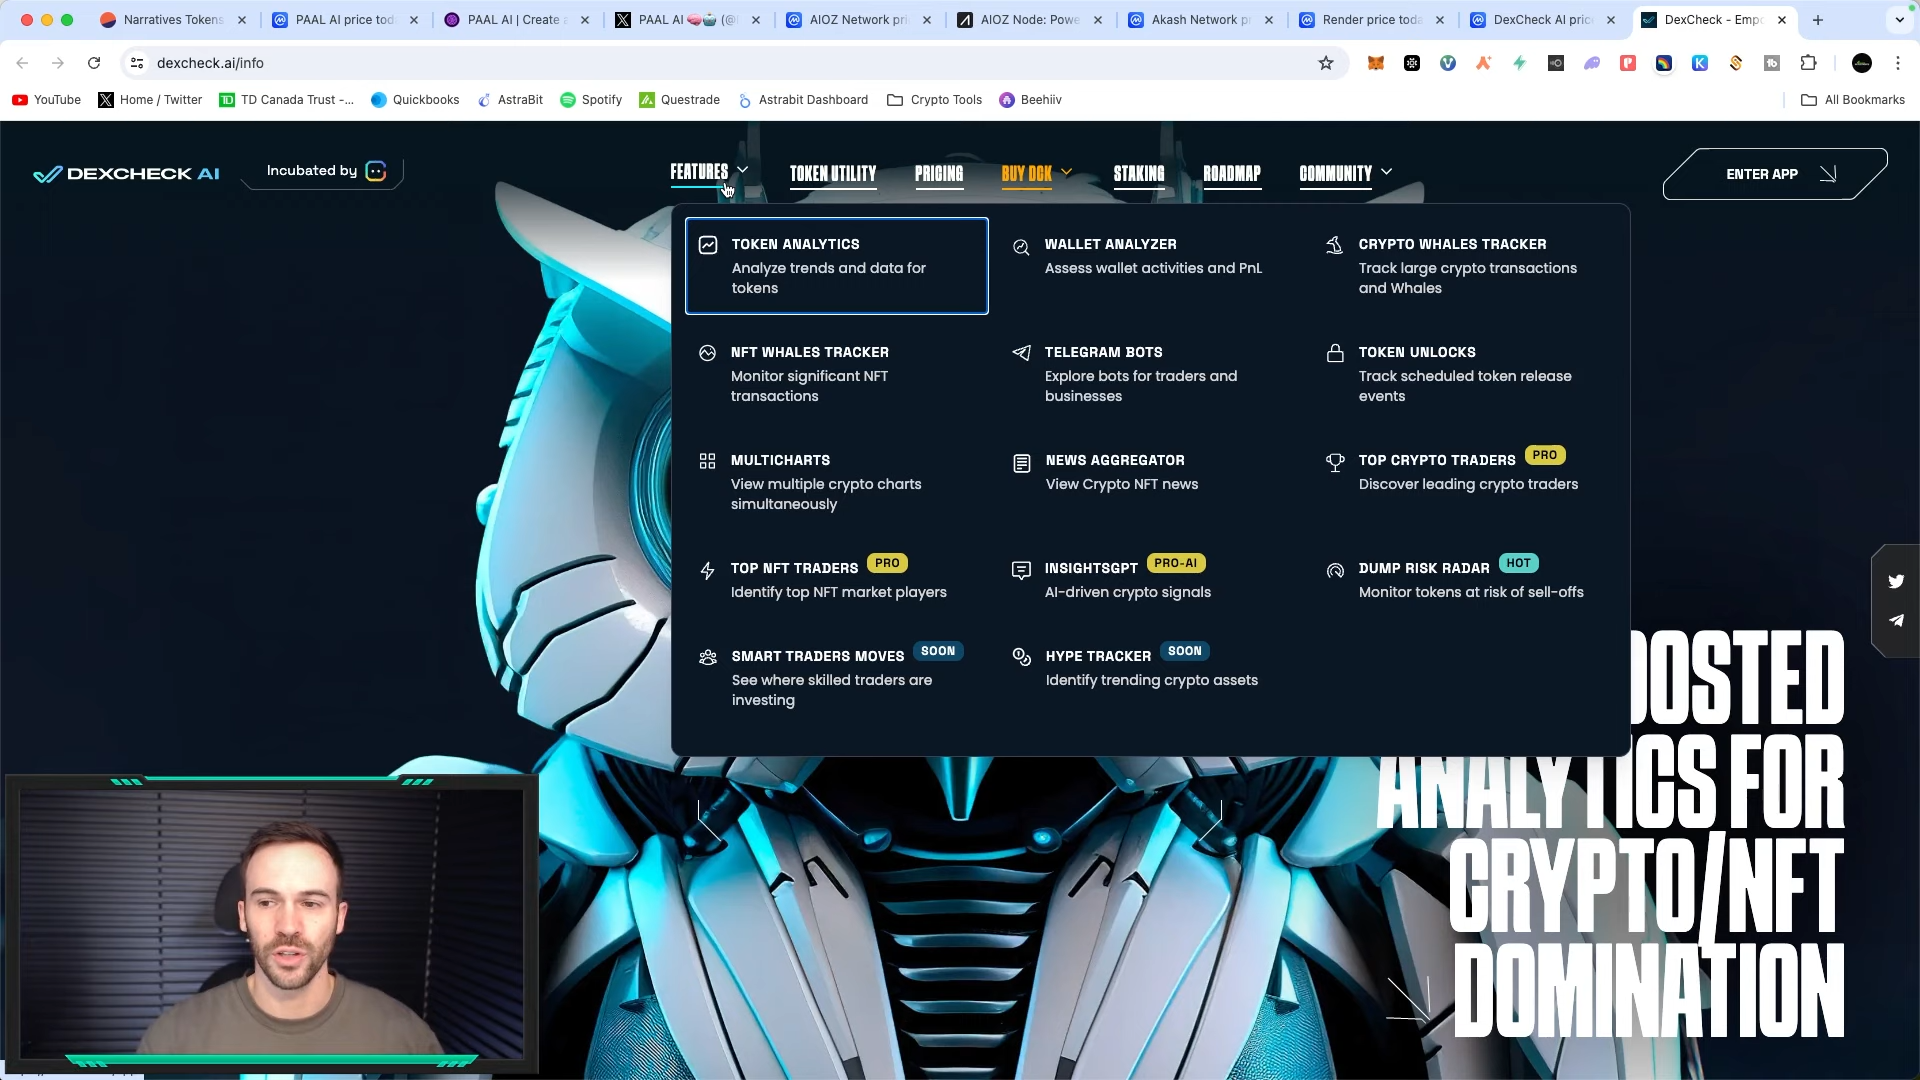 Narratives Tokens
PAAL AI price tod
PAAL AI | Create a
PAAL AI 🧠🤖 (@
AIOZ Network pri
AIOZ Node: Powe
Akash Network p
Render price toda
DexCheck AI pric
DexCheck - Empo
dexcheck.ai/info
YouTube
Home / Twitter
TD Canada Trust -...
Quickbooks
AstraBit
Spotify
Questrade
Astrabit Dashboard
Crypto Tools
Beehiiv
All Bookmarks
DEXCHECK AI
Incubated by
FEATURES
TOKEN UTILITY
PRICING
BUY DCK
STAKING
ROADMAP
COMMUNITY
ENTER APP
TOKEN ANALYTICS
Analyze trends and data for
tokens
WALLET ANALYZER
Assess wallet activities and PnL
CRYPTO WHALES TRACKER
Track large crypto transactions
and Whales
NFT WHALES TRACKER
Monitor significant NFT
transactions
TELEGRAM BOTS
Explore bots for traders and
businesses
TOKEN UNLOCKS
Track scheduled token release
events
MULTICHARTS
View multiple crypto charts
simultaneously
NEWS AGGREGATOR
View Crypto NFT news
TOP CRYPTO TRADERS PRO
Discover leading crypto traders
TOP NFT TRADERS PRO
Identify top NFT market players
INSIGHTSGPT PRO-AI
AI-driven crypto signals
DUMP RISK RADAR HOT
Monitor tokens at risk of sell-offs
SMART TRADERS MOVES SOON
See where skilled traders are
investing
HYPE TRACKER SOON
Identify trending crypto assets
OOSTED
ANALYTICS FOR
CRYPTO/NFT
DOMINATION